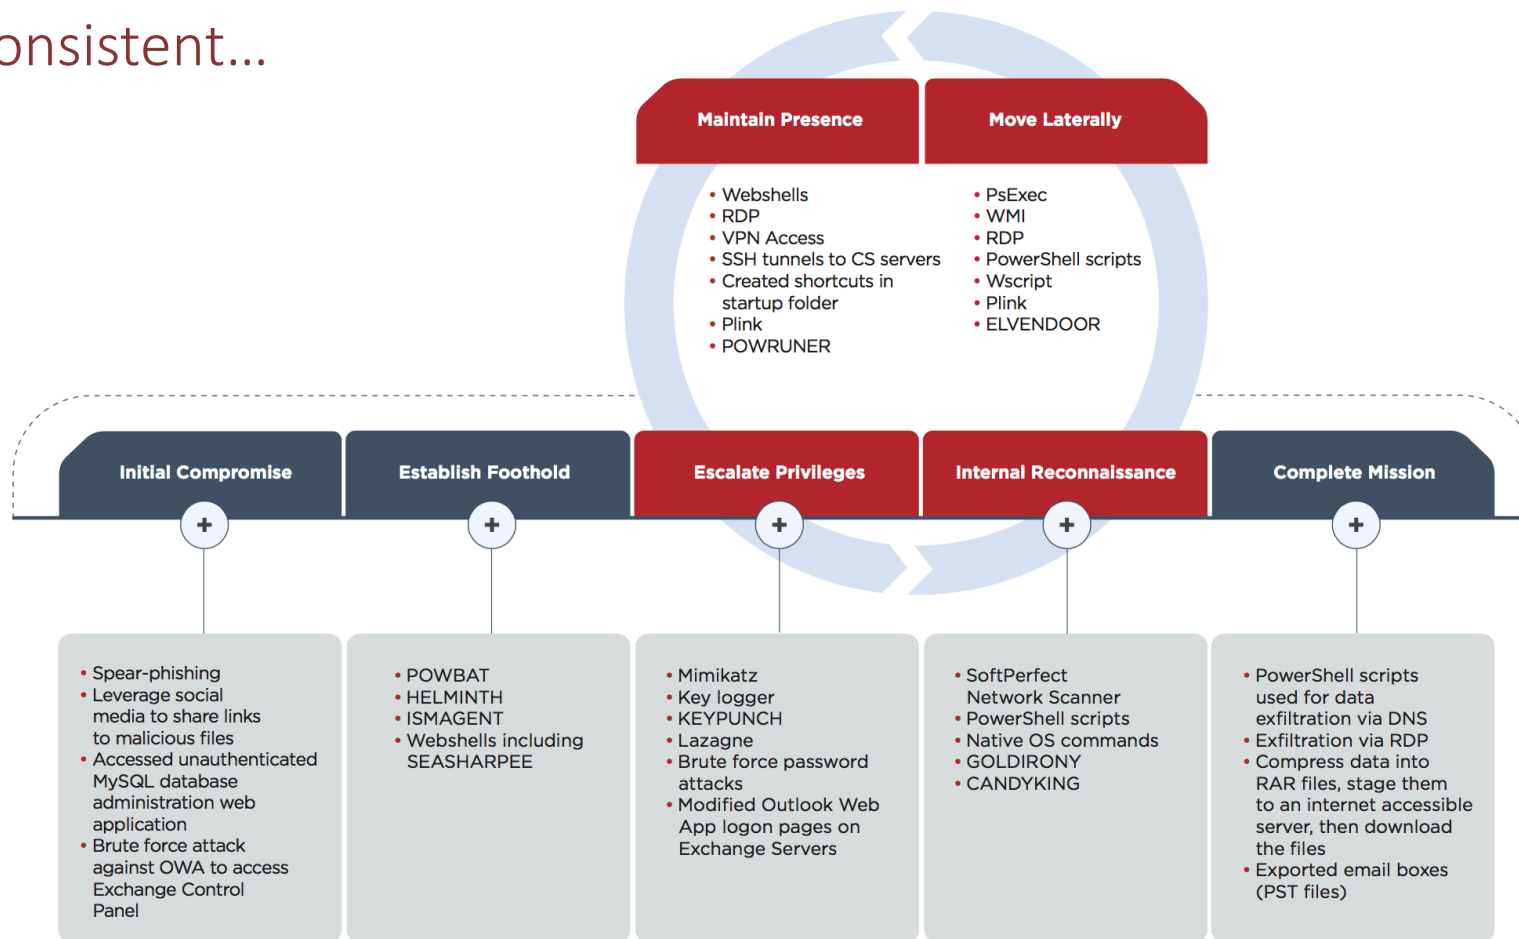 onsistent...
Maintain Presence
Move Laterally
• Webshells
• RDP
• VPN Access
• SSH tunnels to CS servers
• Created shortcuts in
startup folder
• Plink
• POWRUNER
• PsExec
• WMI
• RDP
• PowerShell scripts
• Wscript
• Plink
• ELVENDOOR
Initial Compromise
Establish Foothold
Escalate Privileges
Internal Reconnaissance
Complete Mission
+
+
+
+
+
• Spear-phishing
• Leverage social
media to share links
to malicious files
• Accessed unauthenticated
MySQL database
administration web
application
• Brute force attack
against OWA to access
Exchange Control
Panel
• POWBAT
• HELMINTH
• ISMAGENT
• Webshells including
SEASHARPEE
• Mimikatz
• Key logger
• KEYPUNCH
• Lazagne
• Brute force password
attacks
• Modified Outlook Web
App logon pages on
Exchange Servers
• SoftPerfect
Network Scanner
• PowerShell scripts
• Native OS commands
• GOLDIRONY
• CANDYKING
• PowerShell scripts
used for data
exfiltration via DNS
• Exfiltration via RDP
• Compress data into
RAR files, stage them
to an internet accessible
server, then download
the files
• Exported email boxes
(PST files)